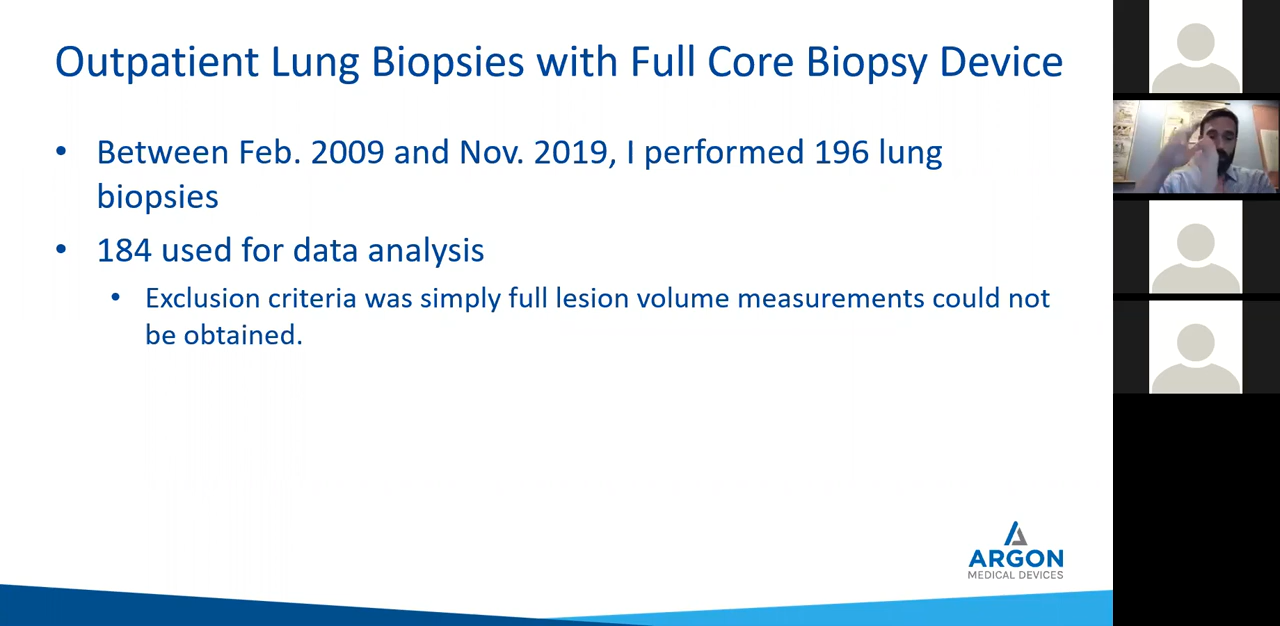 Outpatient Lung Biopsies with Full Core Biopsy Device
• Between Feb. 2009 and Nov. 2019, I performed 196 lung
biopsies
• 184 used for data analysis
• Exclusion criteria was simply full lesion volume measurements could not
be obtained.
ARGON
MEDICAL DEVICES